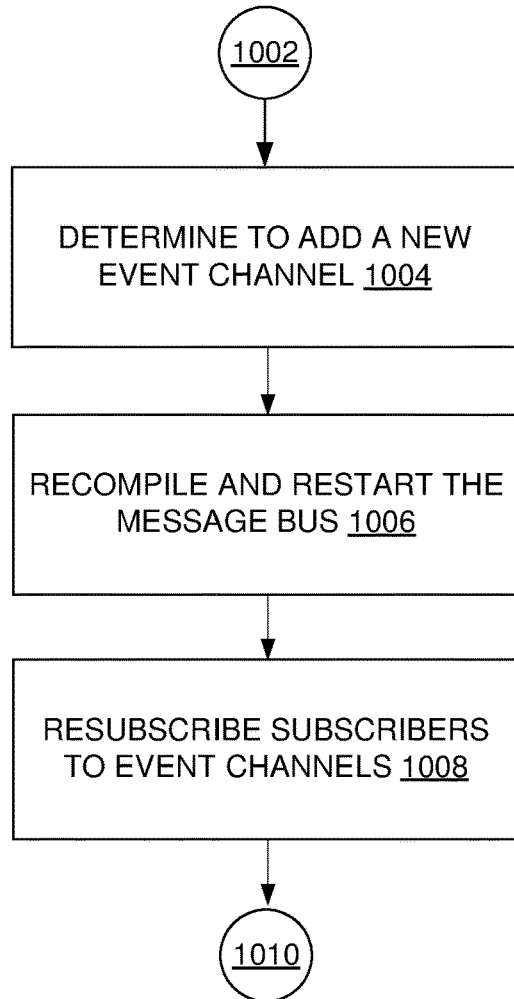 1002
DETERMINE TO ADD A NEW
EVENT CHANNEL 1004
RECOMPILE AND RESTART THE
MESSAGE BUS 1006
RESUBSCRIBE SUBSCRIBERS
TO EVENT CHANNELS 1008
1010